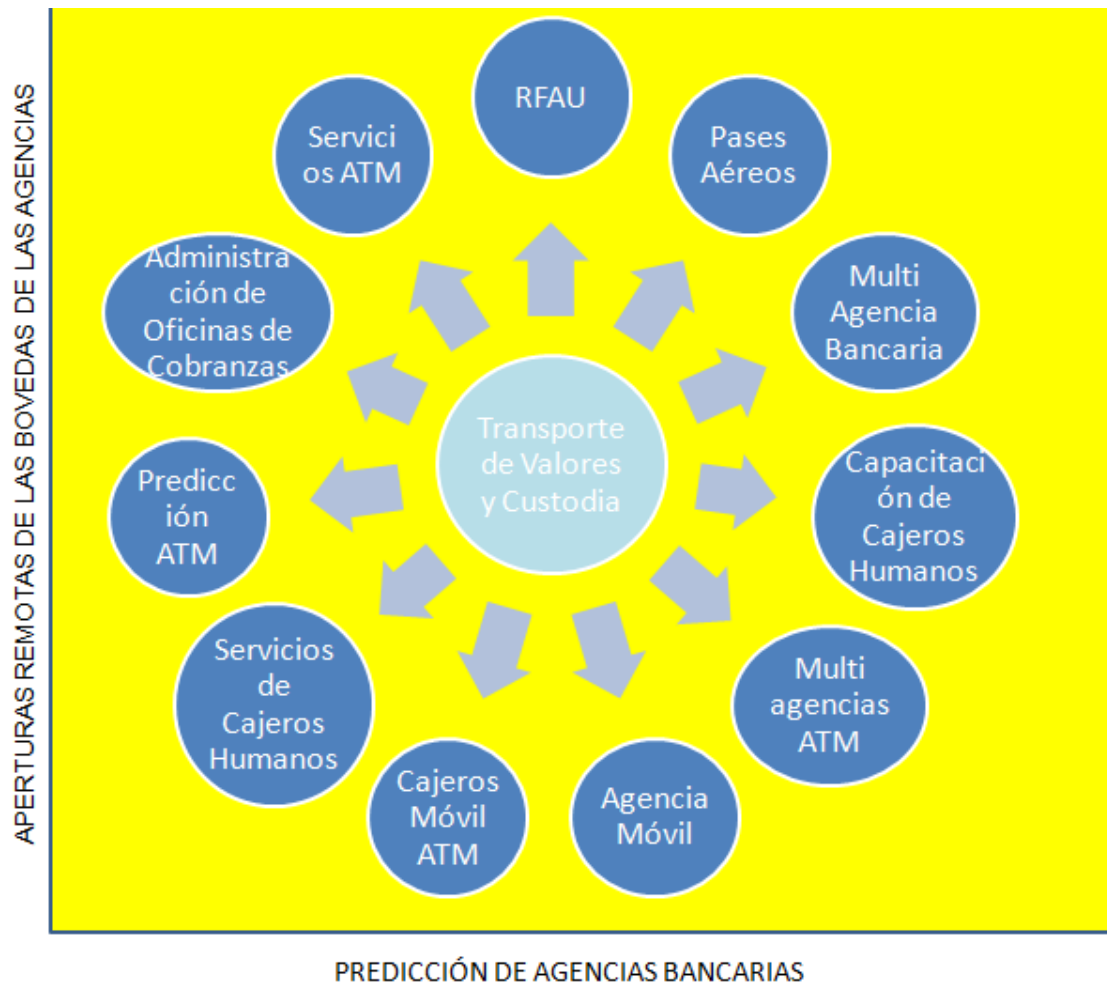 APERTURAS REMOTAS DE LAS BOVEDAS DE LAS AGENCIAS
RFAU
Servici
os ATM
Pases
Aéreos
Administra
ción de
Oficinas de
Cobranzas
Multi
Agencia
Bancaria
Transporte
de Valores
y Custodia
Predicc
ión
ATM
Capacitaci
ón de
Cajeros
Humanos
Servicios
de
Cajeros
Humanos
Multi
agencias
ATM
Cajeros
Móvil
ATM
Agencia
Móvil
PREDICCIÓN DE AGENCIAS BANCARIAS